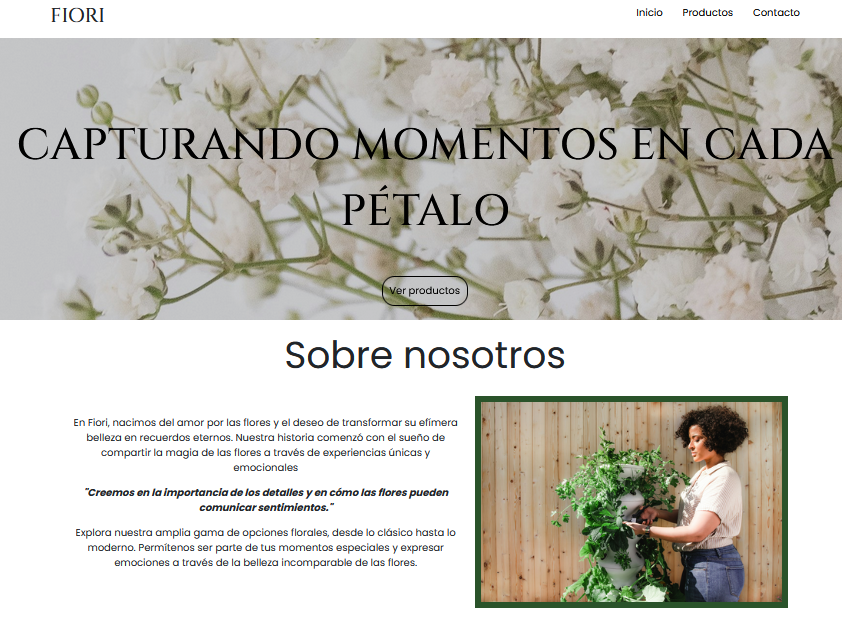 FIORI
Inicio Productos Contacto
CAPTURANDO MOMENTOS EN CADA
PÉTALO
Ver productos
Sobre nosotros
En Fiori, nacimos del amor por las flores y el deseo de transformar su efímera
belleza en recuerdos eternos. Nuestra historia comenzó con el sueño de
compartir la magia de las flores a través de experiencias únicas y
emocionales
"Creemos en la importancia de los detalles y en cómo las flores pueden
comunicar sentimientos."
Explora nuestra amplia gama de opciones florales, desde lo clásico hasta lo
moderno. Permítenos ser parte de tus momentos especiales y expresar
emociones a través de la belleza incomparable de las flores.